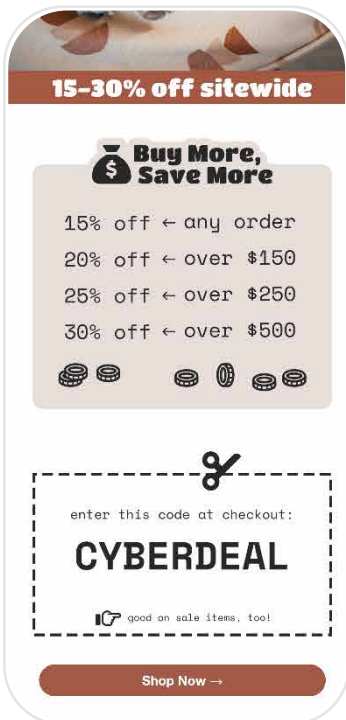 15-30% off sitewide
Buy More,
Save More
15% off ← any order
20% off ← over $150
25% off ← over $250
30% off ← over $500
enter this code at checkout:
CYBERDEAL
good on sale items, too!
Shop Now →